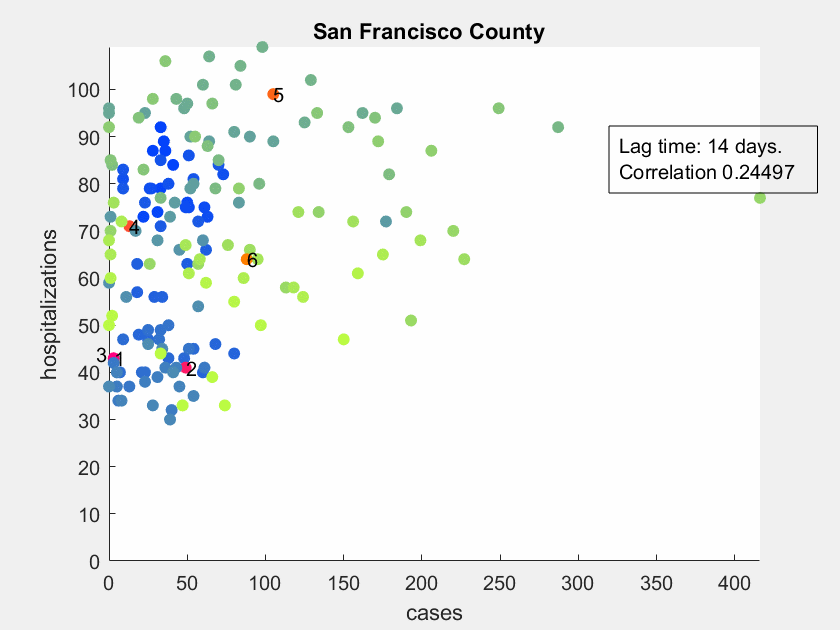 San Francisco County
100
90
80
70
60
50
40
30
20
10
0
0 50 100 150 200 250 300 350 400
hospitalizations
cases
Lag time: 14 days.
Correlation 0.24497
5
4
6
3 1
2